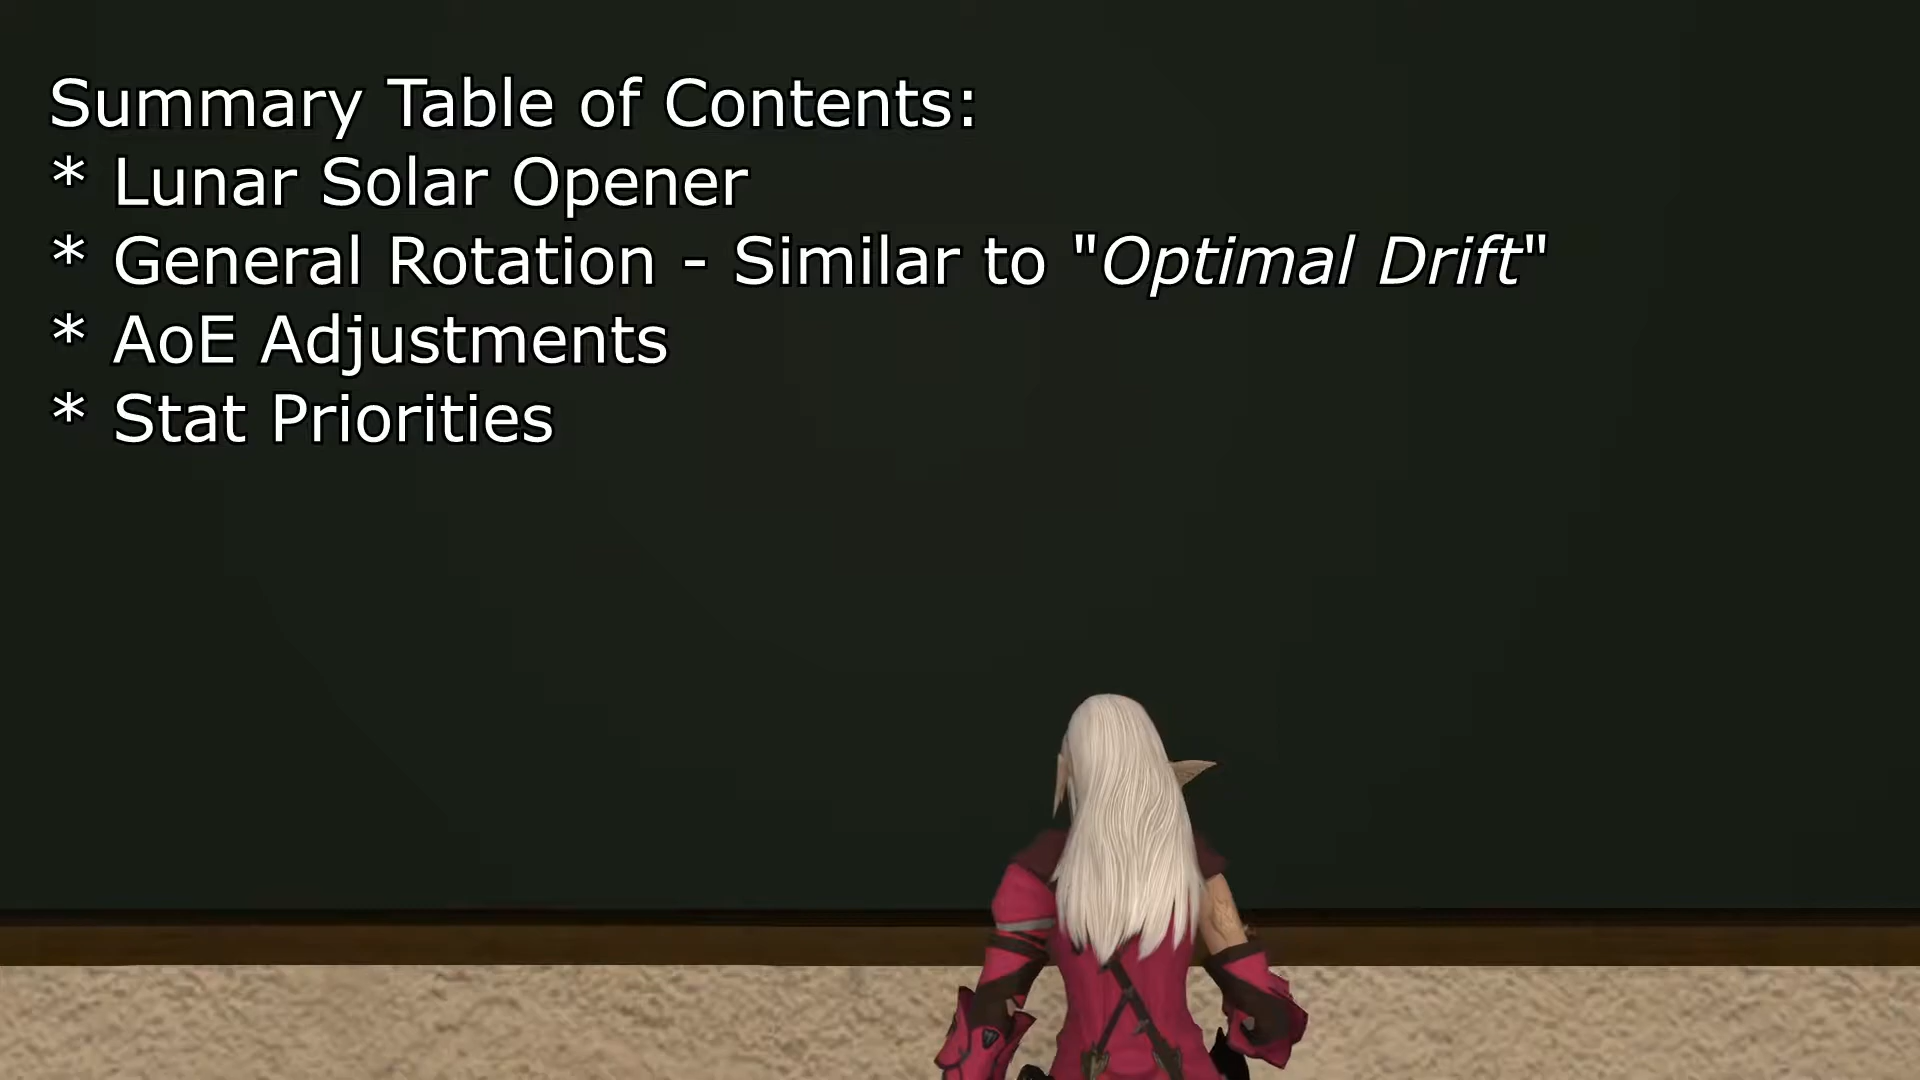 Summary Table of Contents:
* Lunar Solar Opener
* General Rotation - Similar to "Optimal Drift"
* AoE Adjustments
* Stat Priorities